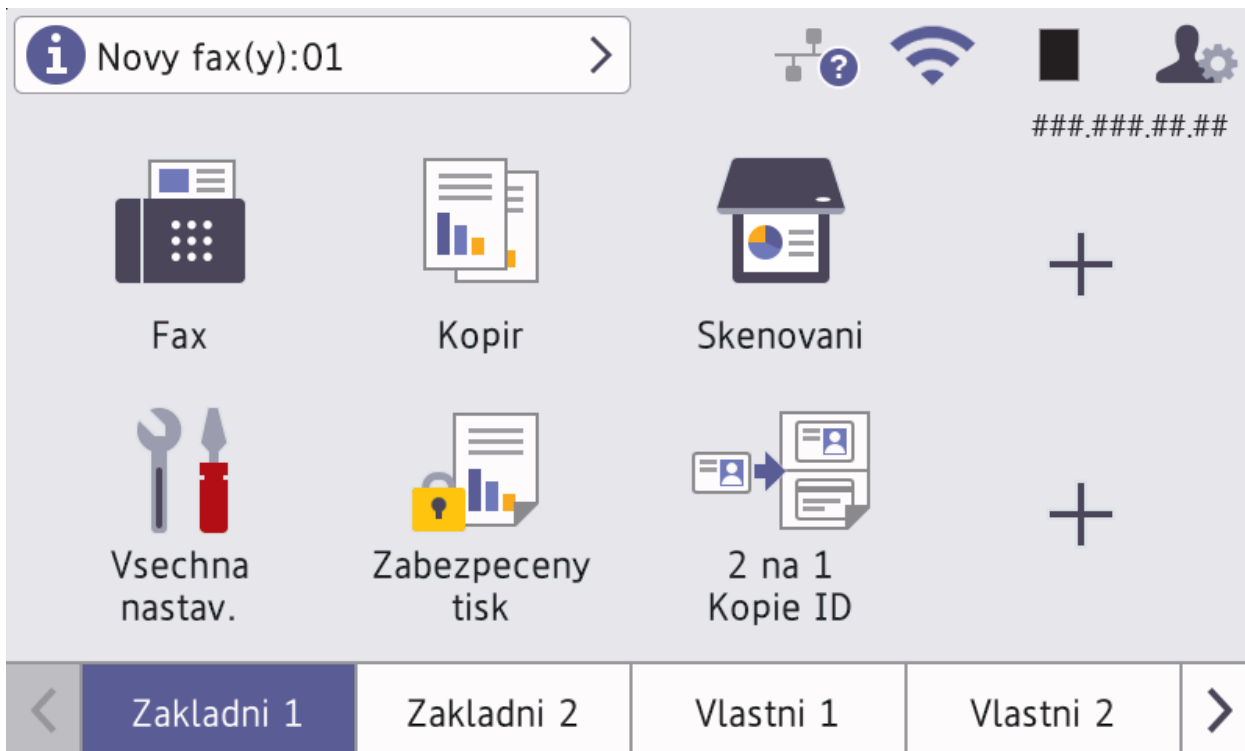 Novy fax(y):01
###.###.##.##
Fax
Kopir
Skenovani
Vsechna
nastav.
Zabezpeceny
tisk
2 na 1
Kopie ID
Zakladni 1
Zakladni 2
Vlastni 1
Vlastni 2